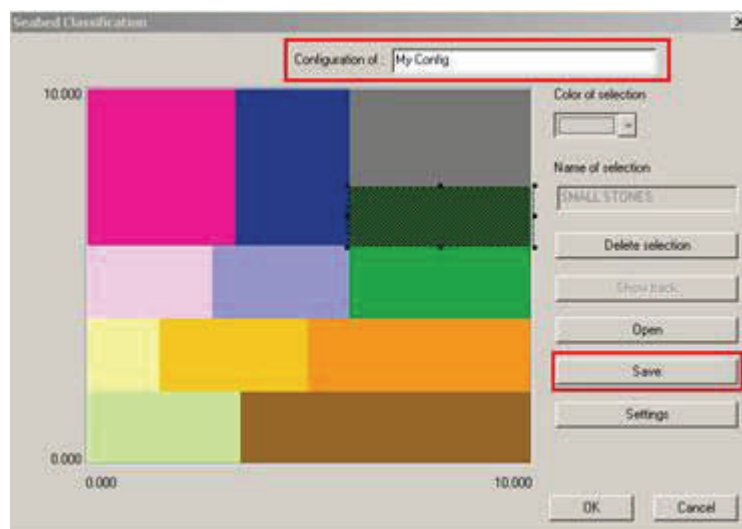 Seabed Classification
Configuration of : My Config
10.000
Color of selection
Name of selection
SMALL STONES
Delete selection
Show track
Open
Save
Settings
0.000
0.000 10.000
OK Cancel